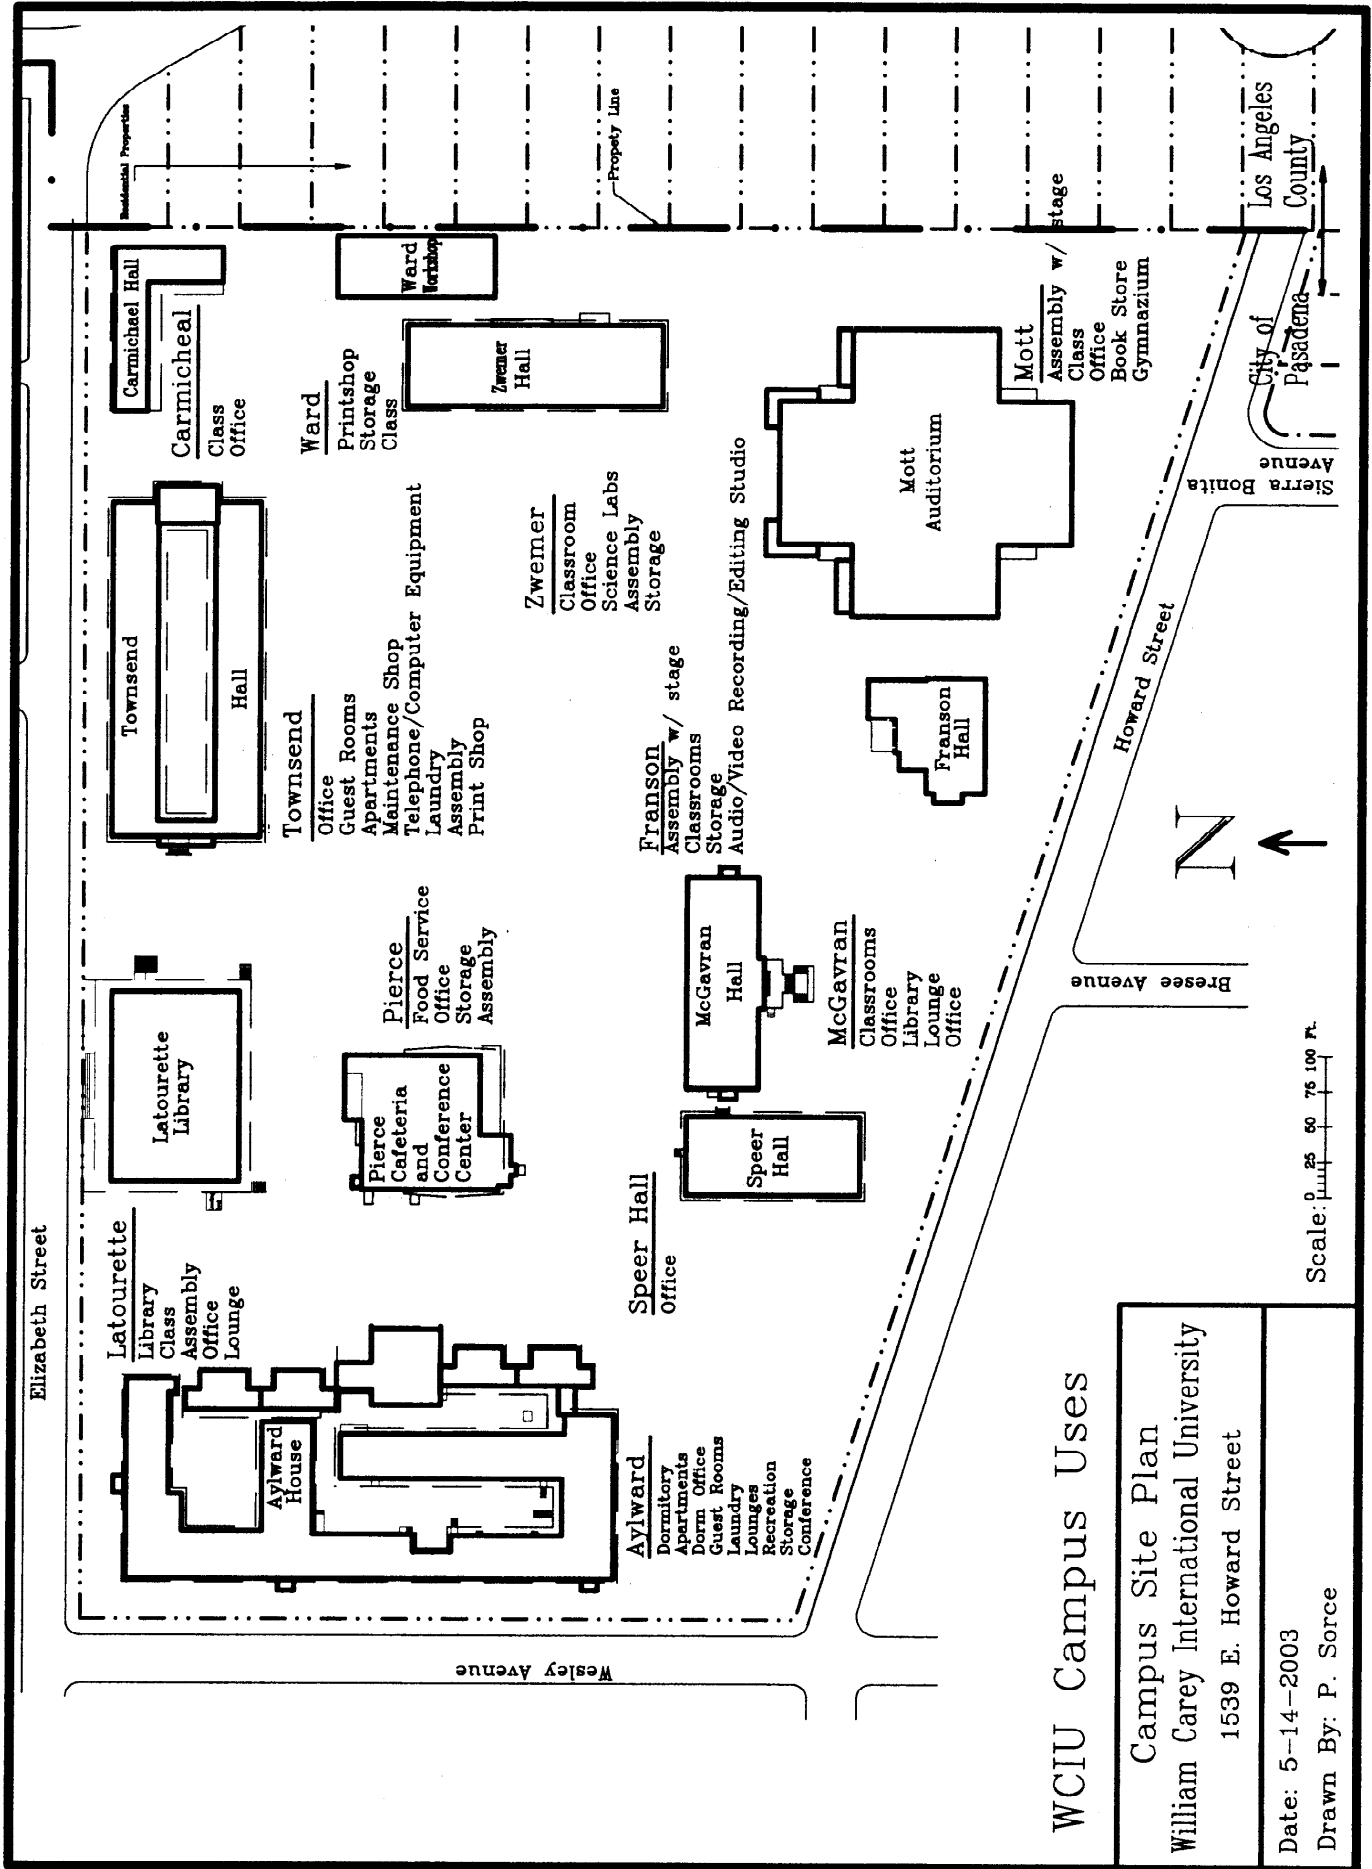 Elizabeth Street
Residential Properties
Latourette
Library
Class
Assembly
Office
Lounge
Latourette
Library
Townsend
Hall
Carmichael Hall
Carmicheal
Class
Office
Aylward
House
Pierce
Cafeteria
and
Conference
Center
Pierce
Food Service
Office
Storage
Assembly
Townsend
Office
Guest Rooms
Apartments
Maintenance Shop
Telephone/Computer Equipment
Laundry
Assembly
Print Shop
Ward
Printshop
Storage
Class
Ward
Workshop
Zwemer
Hall
Zwemer
Classroom
Office
Science Labs
Assembly
Storage
Propety Line
Wesley Avenue
Aylward
Dormitory
Apartments
Dorm Office
Guest Rooms
Laundry
Lounges
Recreation
Storage
Conference
Speer Hall
Office
Speer
Hall
McGavran
Hall
McGavran
Classrooms
Office
Library
Lounge
Office
Franson
Assembly w/ stage
Classrooms
Storage
Audio/Video Recording/Editing Studio
Franson
Hall
Mott
Auditorium
Mott
Assembly w/ stage
Class
Office
Book Store
Gymnazium
Howard Street
Bresee Avenue
Sierra Bonita
Avenue
City of
Pasadena
Los Angeles
County
N
Scale: 0 25 50 75 100 Ft.
WCIU Campus Uses
Campus Site Plan
William Carey International University
1539 E. Howard Street
Date: 5-14-2003
Drawn By: P. Sorce